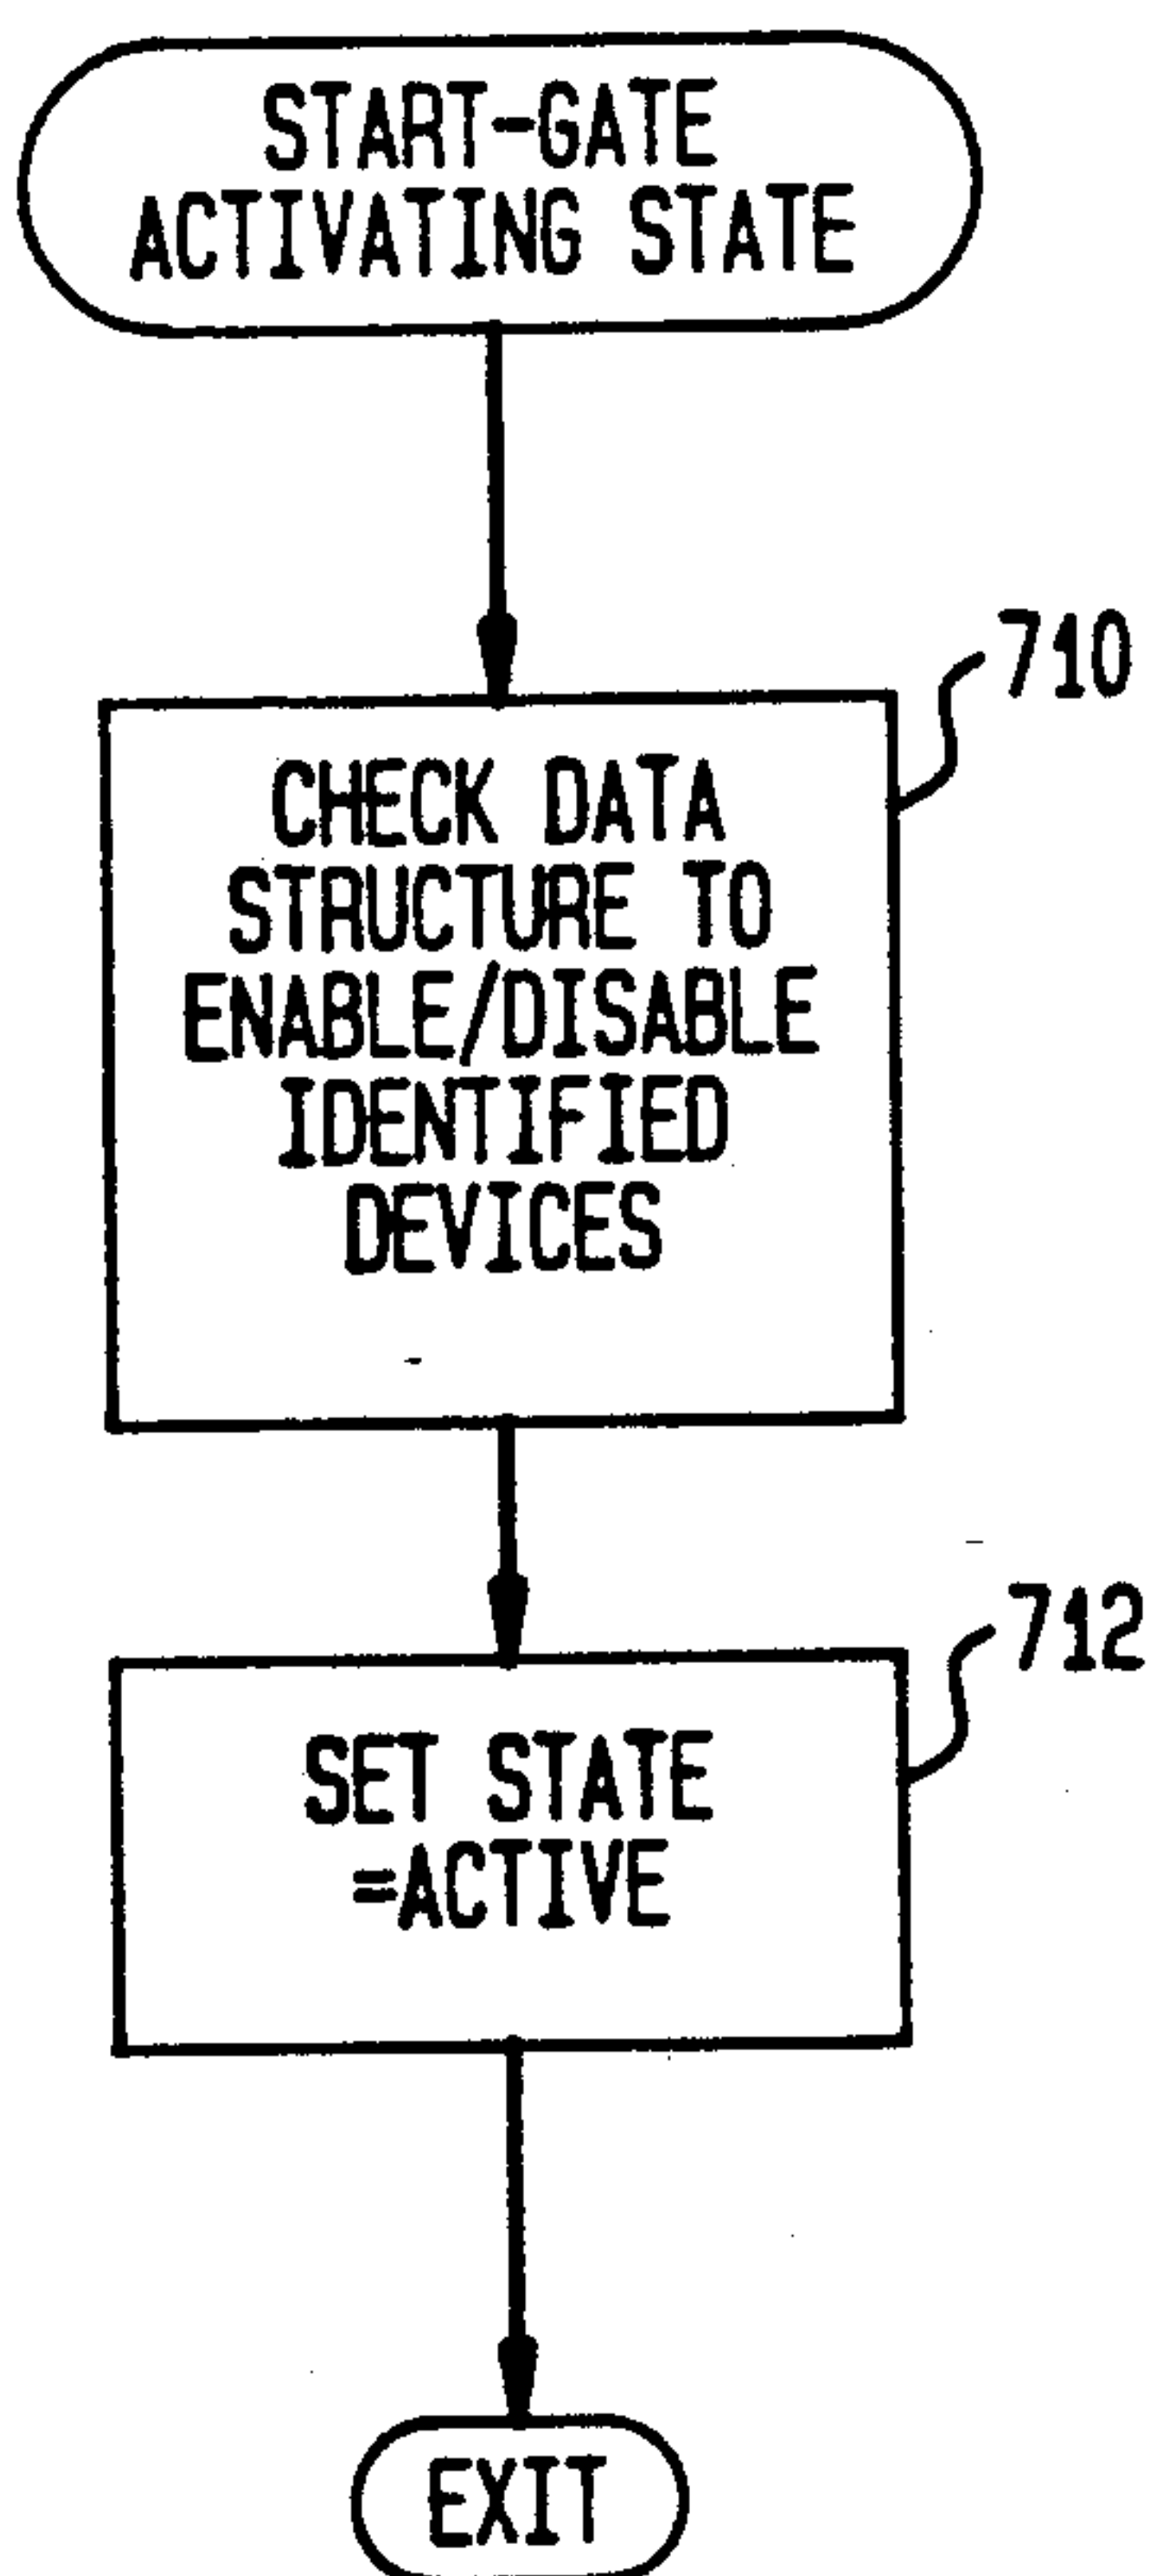 START-GATE
ACTIVATING STATE
710
CHECK DATA
STRUCTURE TO
ENABLE/DISABLE
IDENTIFIED
DEVICES
712
SET STATE
=ACTIVE
EXIT